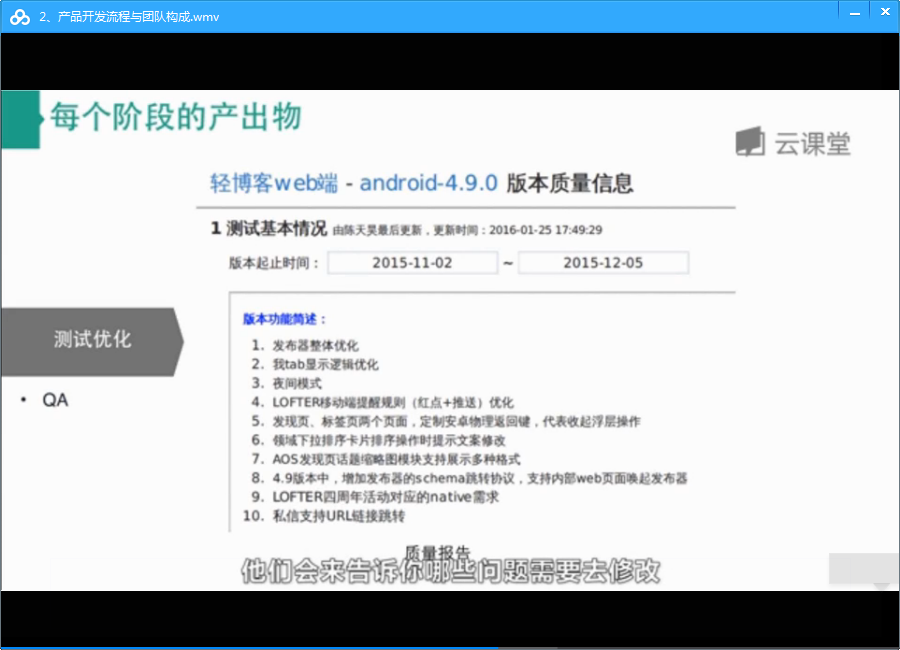 2、产品开发流程与团队构成.wmv
每个阶段的产出物
云课堂
轻博客web端 - android-4.9.0 版本质量信息
1 测试基本情况 由陈天昊最后更新，更新时间：2016-01-25 17:49:29
版本起止时间： 2015-11-02 ~ 2015-12-05
测试优化
• QA
版本功能简述：
1. 发布器整体优化
2. 我tab显示逻辑优化
3. 夜间模式
4. LOFTER移动端提醒规则（红点+推送）优化
5. 发现页、标签页两个页面，定制安卓物理返回键，代表收起浮层操作
6. 领域下拉排序卡片排序操作时提示文案修改
7. AOS发现页话题缩略图模块支持展示多种格式
8. 4.9版本中，增加发布器的schema跳转协议，支持内部web页面唤起发布器
9. LOFTER四周年活动对应的native需求
10. 私信支持URL链接跳转
质量报告
他们会来告诉你哪些问题需要去修改